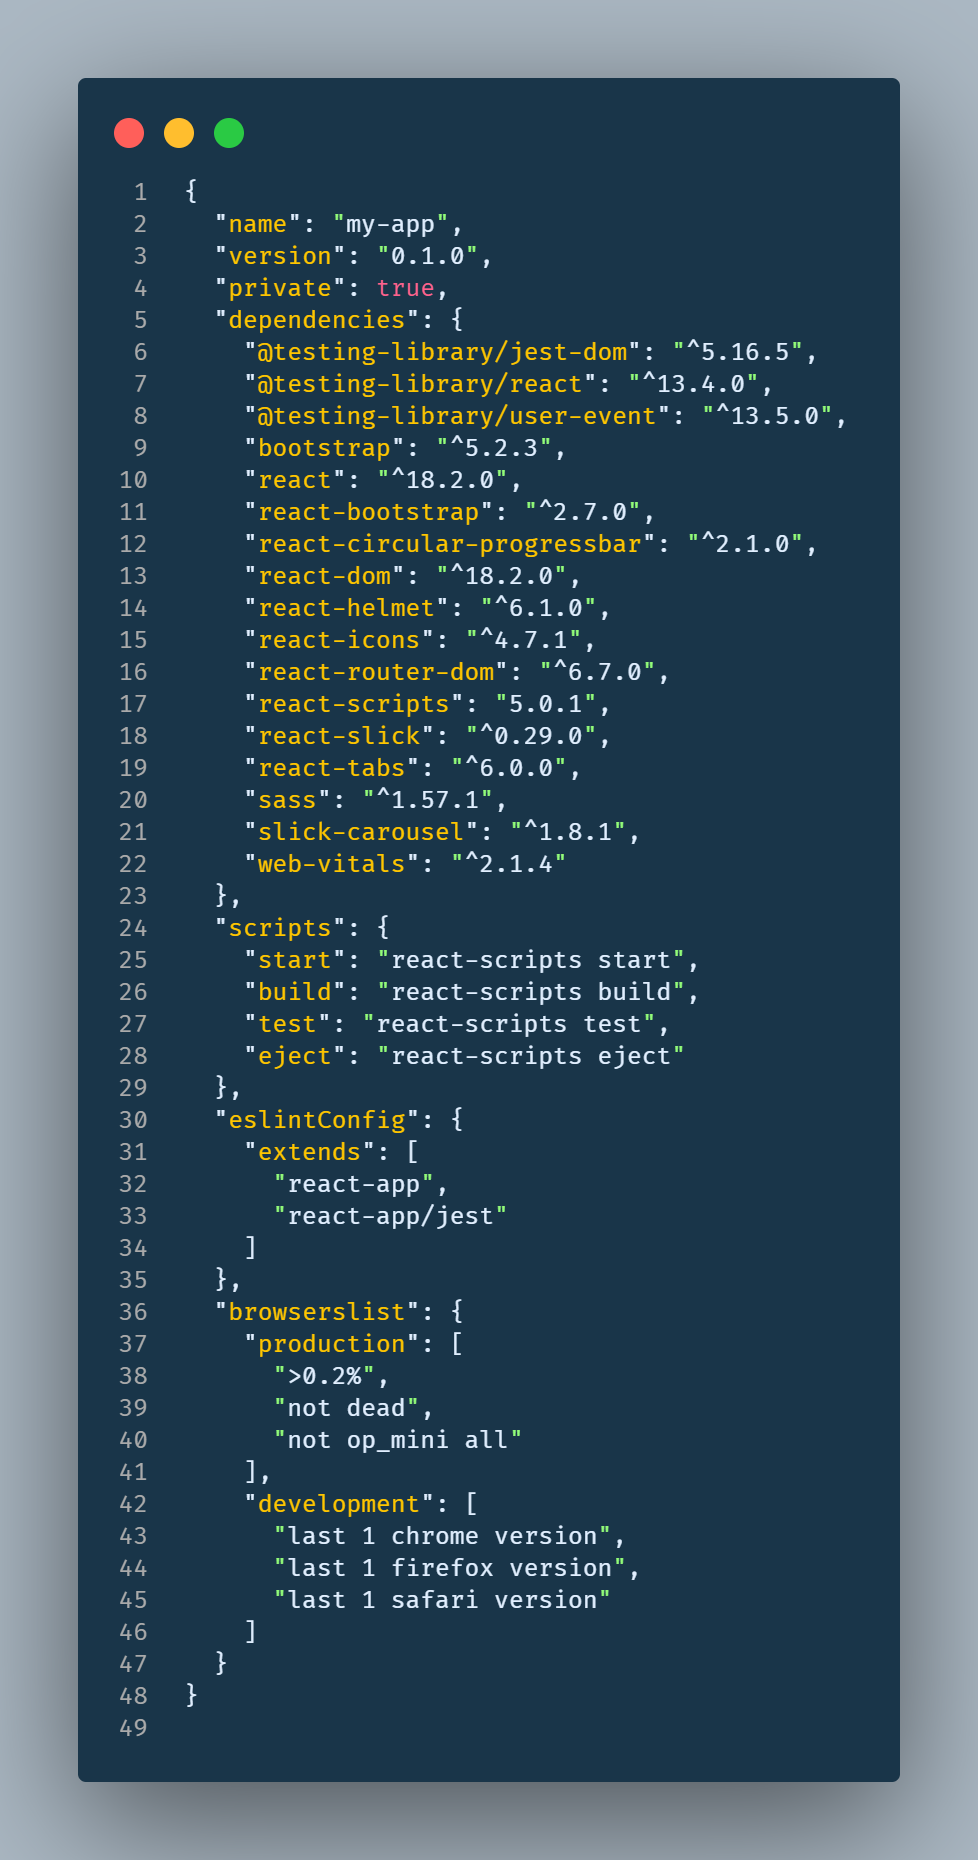 1 {
2   "name": "my-app",
3   "version": "0.1.0",
4   "private": true,
5   "dependencies": {
6     "@testing-library/jest-dom": "^5.16.5",
7     "@testing-library/react": "^13.4.0",
8     "@testing-library/user-event": "^13.5.0",
9     "bootstrap": "^5.2.3",
10     "react": "^18.2.0",
11     "react-bootstrap": "^2.7.0",
12     "react-circular-progressbar": "^2.1.0",
13     "react-dom": "^18.2.0",
14     "react-helmet": "^6.1.0",
15     "react-icons": "^4.7.1",
16     "react-router-dom": "^6.7.0",
17     "react-scripts": "5.0.1",
18     "react-slick": "^0.29.0",
19     "react-tabs": "^6.0.0",
20     "sass": "^1.57.1",
21     "slick-carousel": "^1.8.1",
22     "web-vitals": "^2.1.4"
23   },
24   "scripts": {
25     "start": "react-scripts start",
26     "build": "react-scripts build",
27     "test": "react-scripts test",
28     "eject": "react-scripts eject"
29   },
30   "eslintConfig": {
31     "extends": [
32       "react-app",
33       "react-app/jest"
34     ]
35   },
36   "browserslist": {
37     "production": [
38       ">0.2%",
39       "not dead",
40       "not op_mini all"
41     ],
42     "development": [
43       "last 1 chrome version",
44       "last 1 firefox version",
45       "last 1 safari version"
46     ]
47   }
48 }
49